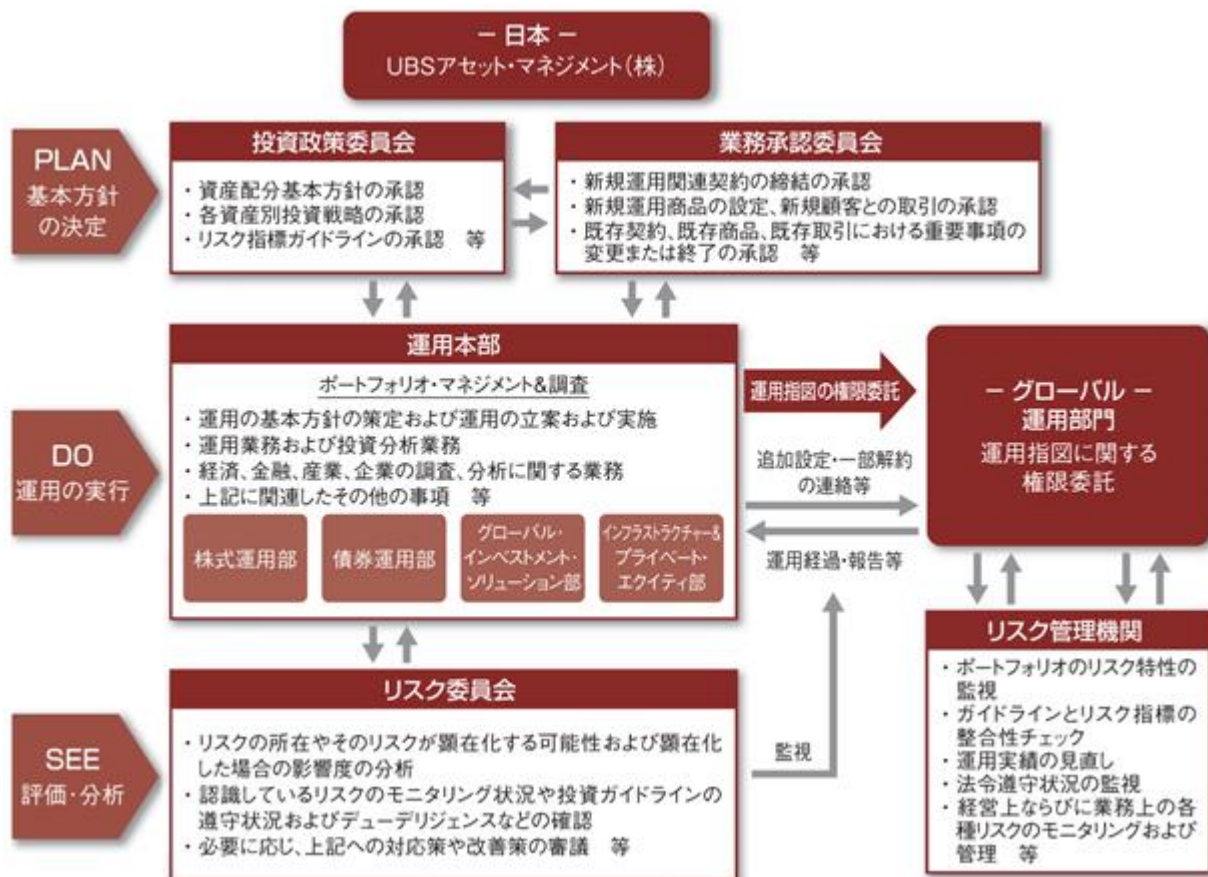 − 日本 −
UBSアセット・マネジメント(株)
PLAN
基本方針
の決定
投資政策委員会
・資産配分基本方針の承認
・各資産別投資戦略の承認
・リスク指標ガイドラインの承認 等
業務承認委員会
・新規運用関連契約の締結の承認
・新規運用商品の設定、新規顧客との取引の承認
・既存契約、既存商品、既存取引における重要事項の
変更または終了の承認 等
DO
運用の実行
運用本部
ポートフォリオ・マネジメント&調査
・運用の基本方針の策定および運用の立案および実施
・運用業務および投資分析業務
・経済、金融、産業、企業の調査、分析に関する業務
・上記に関連したその他の事項 等
株式運用部
債券運用部
グローバル・
インベストメント・
ソリューション部
インフラストラクチャー&
プライベート・
エクイティ部
運用指図の権限委託
追加設定・一部解約
の連絡等
運用経過・報告等
− グローバル −
運用部門
運用指図に関する
権限委託
SEE
評価・分析
リスク委員会
・リスクの所在やそのリスクが顕在化する可能性および顕在化
した場合の影響度の分析
・認識しているリスクのモニタリング状況や投資ガイドラインの
遵守状況およびデューデリジェンスなどの確認
・必要に応じ、上記への対応策や改善策の審議 等
監視
リスク管理機関
・ポートフォリオのリスク特性の
監視
・ガイドラインとリスク指標の
整合性チェック
・運用実績の見直し
・法令遵守状況の監視
・経営上ならびに業務上の各
種リスクのモニタリングおよび
管理 等